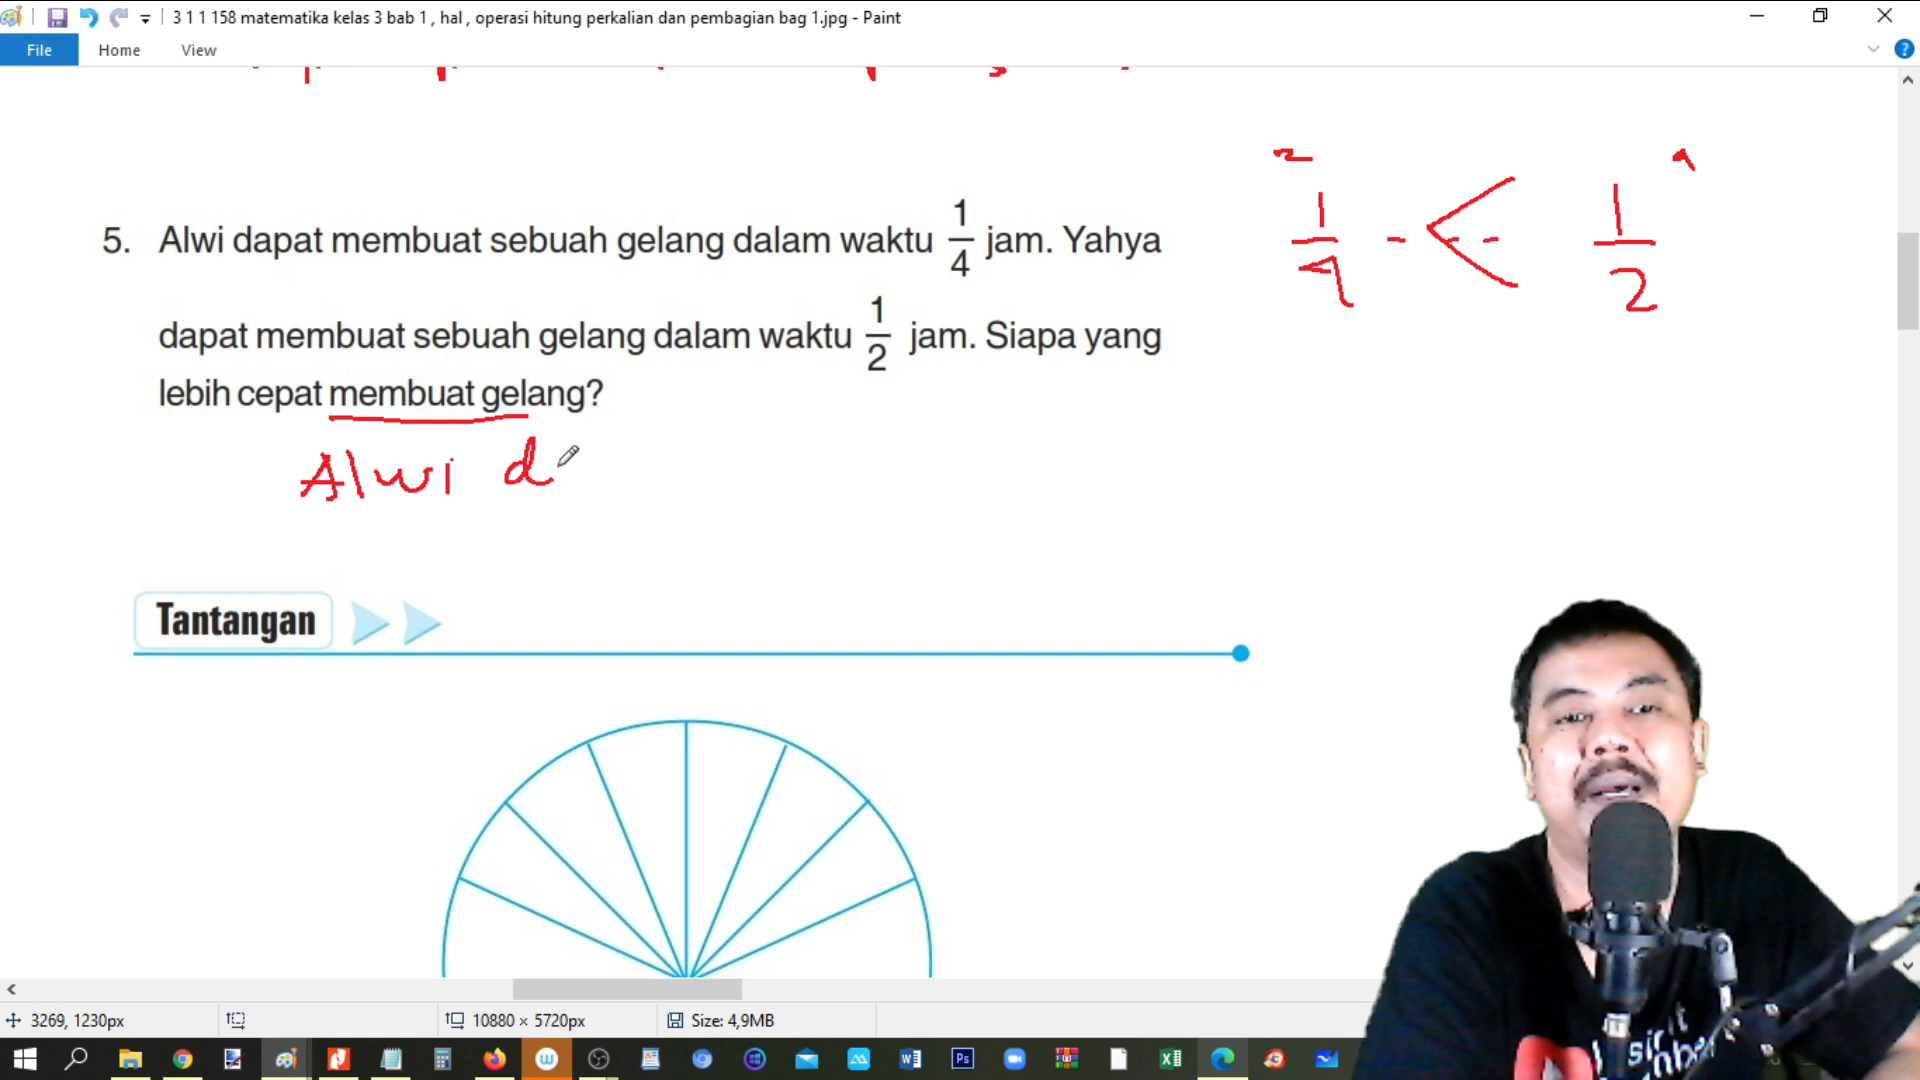 3 1 1 158 matematika kelas 3 bab 1 , hal , operasi hitung perkalian dan pembagian bag 1.jpg - Paint
File Home View
2 4
1/4 - < - - 1/2
5. Alwi dapat membuat sebuah gelang dalam waktu 1/4 jam. Yahya
dapat membuat sebuah gelang dalam waktu 1/2 jam. Siapa yang
lebih cepat membuat gelang?
Alwi d
Tantangan
3269, 1230px 10880 × 5720px Size: 4,9MB